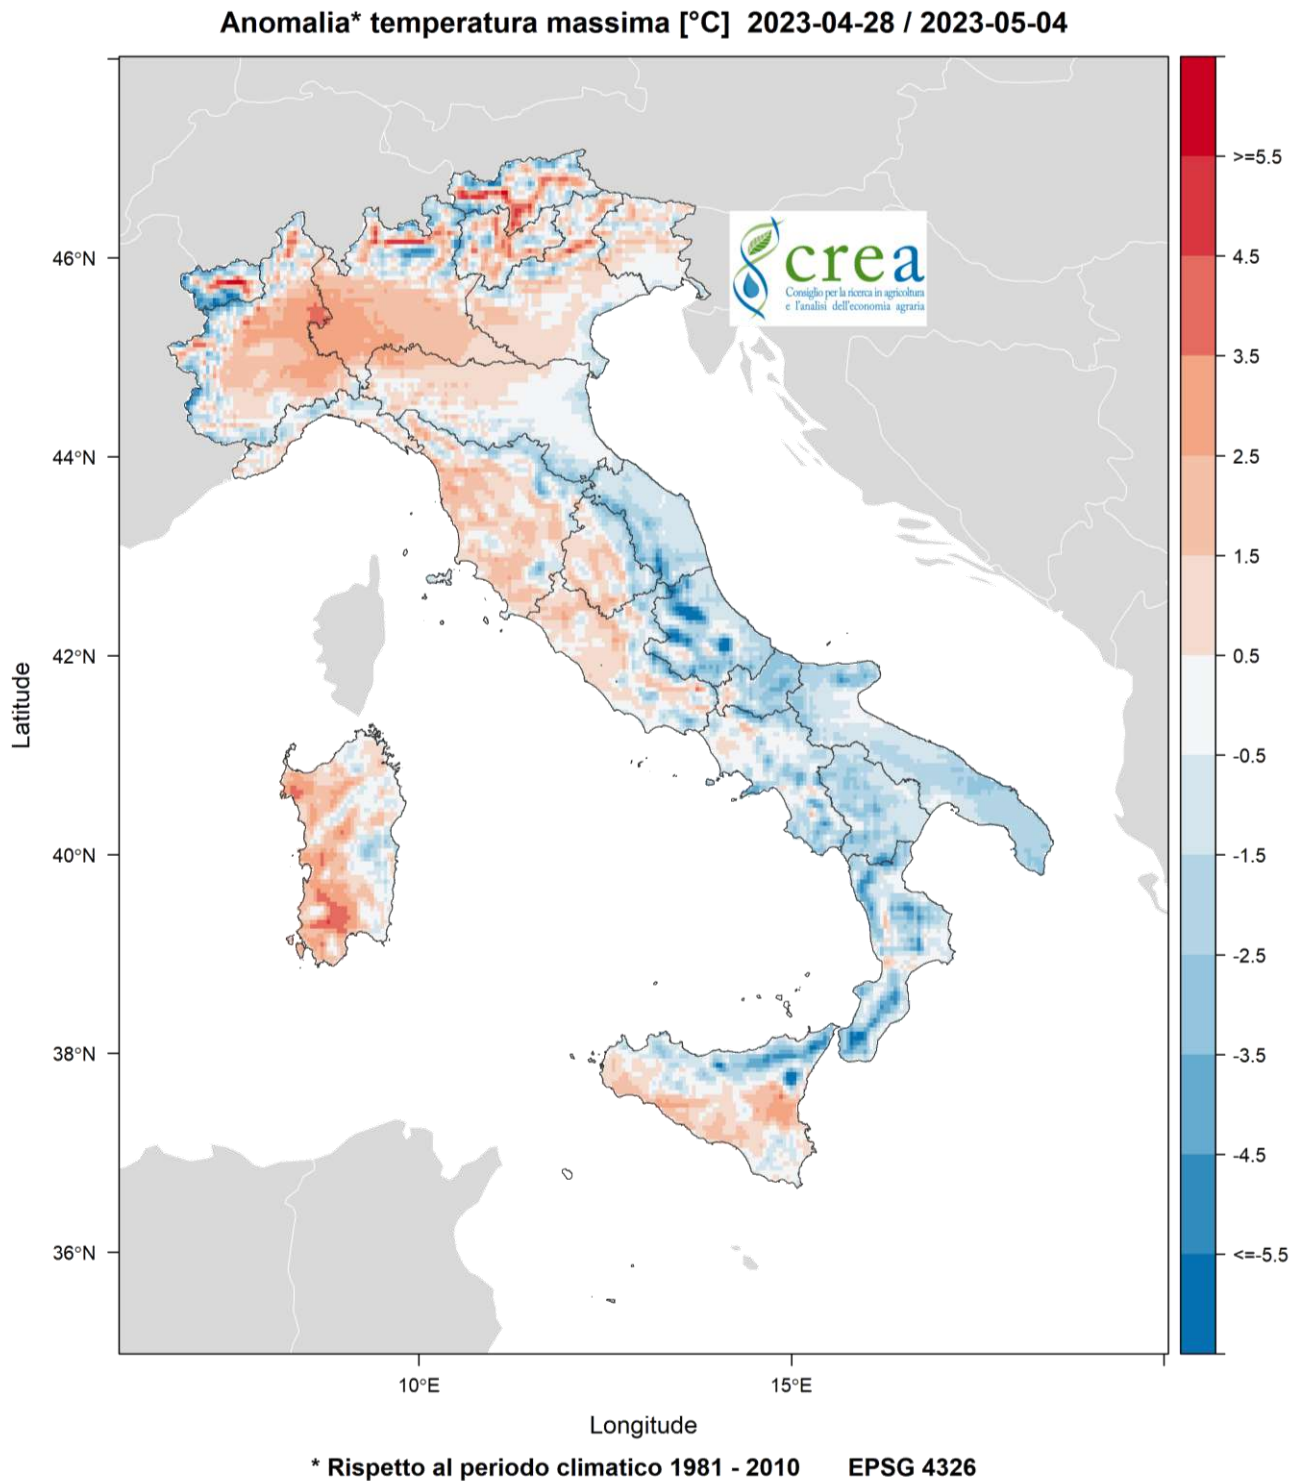 Anomalia* temperatura massima [°C]  2023-04-28 / 2023-05-04
>=5.5
4.5
3.5
2.5
1.5
0.5
-0.5
-1.5
-2.5
-3.5
-4.5
<=-5.5
crea
Consiglio per la ricerca in agricoltura
e l'analisi dell'economia agraria
46°N
44°N
42°N
40°N
38°N
36°N
Latitude
10°E
15°E
Longitude
* Rispetto al periodo climatico 1981 - 2010
EPSG 4326